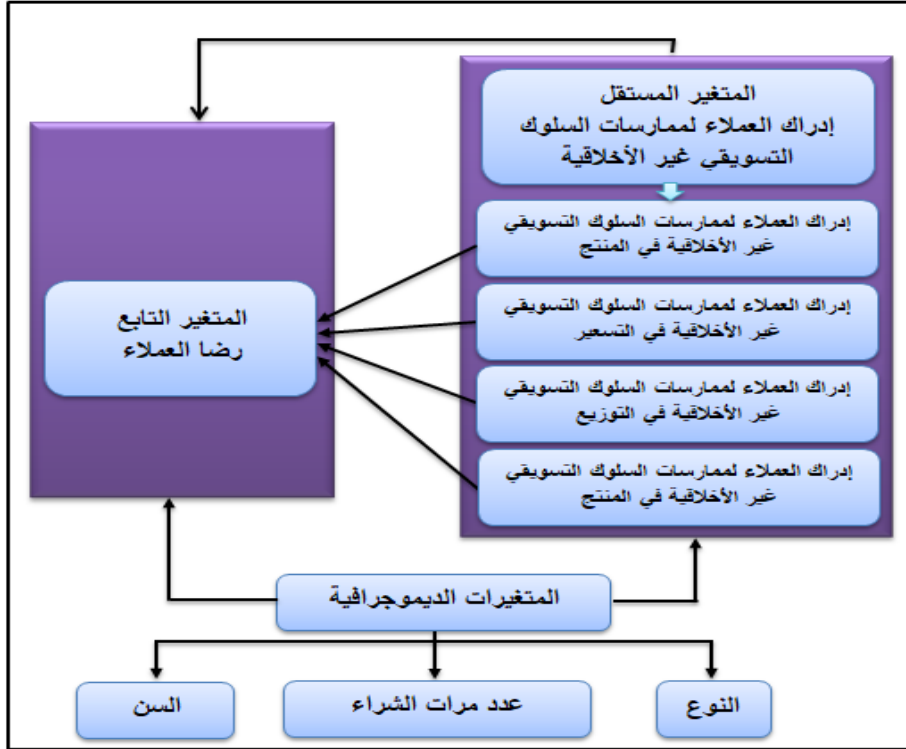 المتغير المستقل
إدراك العملاء لممارسات السلوك
التسويقي غير الأخلاقية
إدراك العملاء لممارسات السلوك التسويقي
غير الأخلاقية في المنتج
إدراك العملاء لممارسات السلوك التسويقي
غير الأخلاقية في التسعير
إدراك العملاء لممارسات السلوك التسويقي
غير الأخلاقية في التوزيع
إدراك العملاء لممارسات السلوك التسويقي
غير الأخلاقية في المنتج
المتغير التابع
رضا العملاء
المتغيرات الديموجرافية
النوع
عدد مرات الشراء
السن